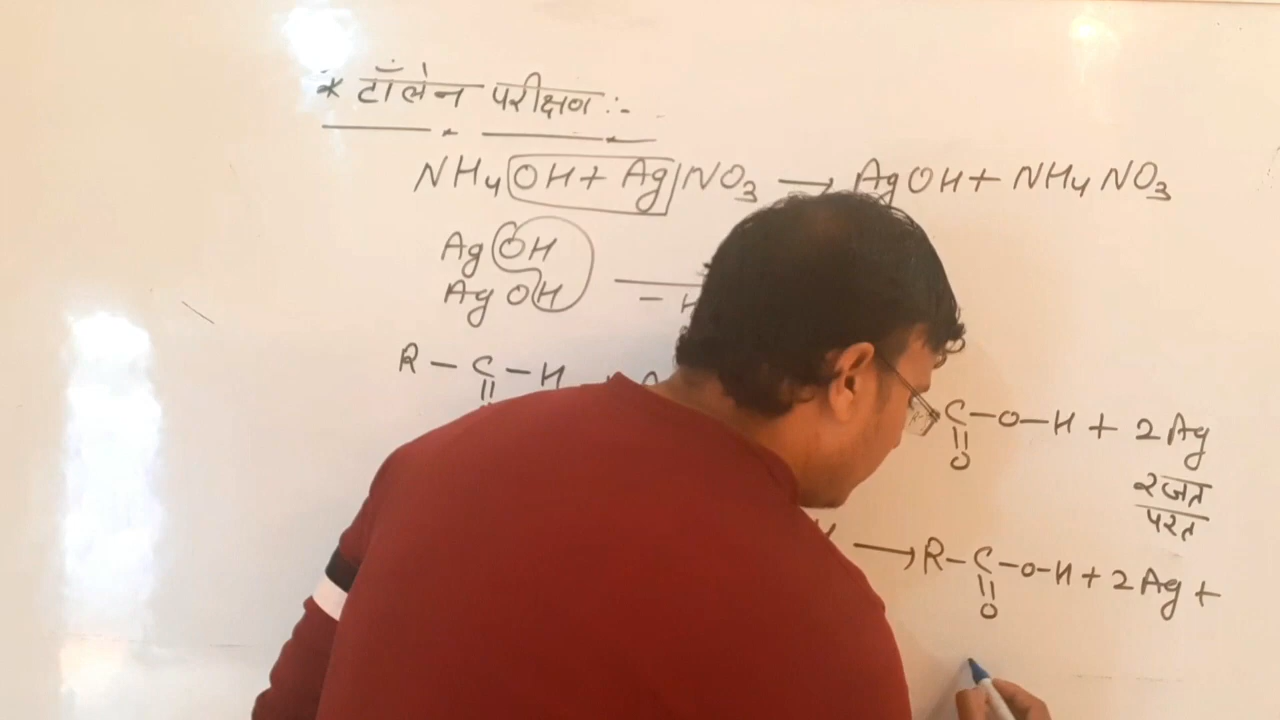 * टॉलेन परीक्षण :-
NH4OH + AgNO3 → AgOH + NH4NO3
AgOH
AgOH
R-C-H +
C-O-H + 2Ag
O
रजत
परत
→ R-C-O-H + 2Ag +
O